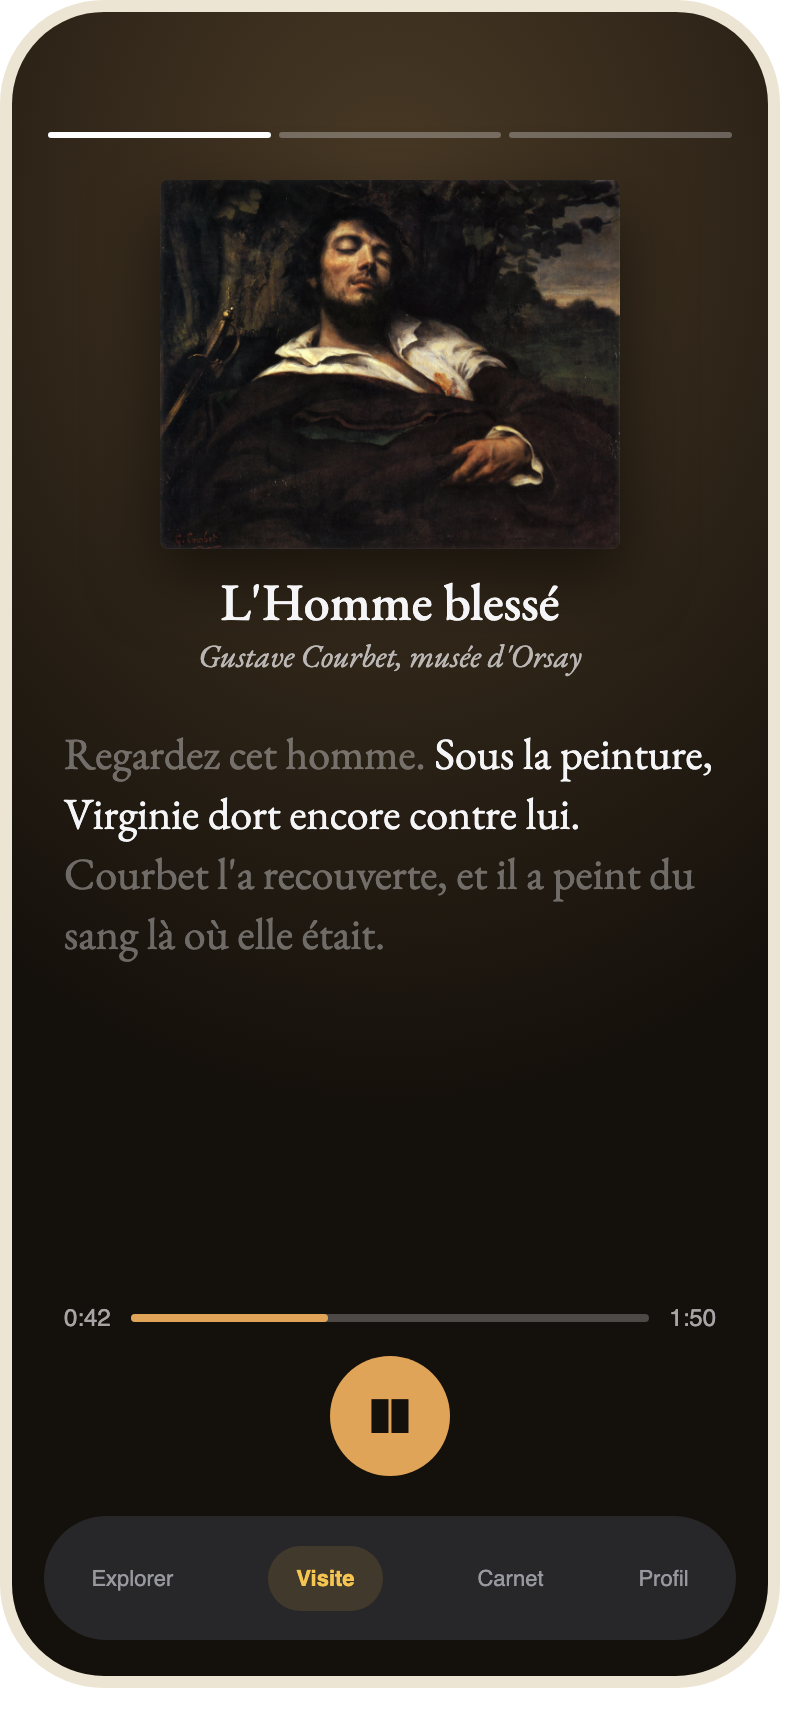 L'Homme blessé
Gustave Courbet, musée d'Orsay
Regardez cet homme. Sous la peinture,
Virginie dort encore contre lui.
Courbet l'a recouverte, et il a peint du
sang là où elle était.
0:42
1:50
Explorer
Visite
Carnet
Profil